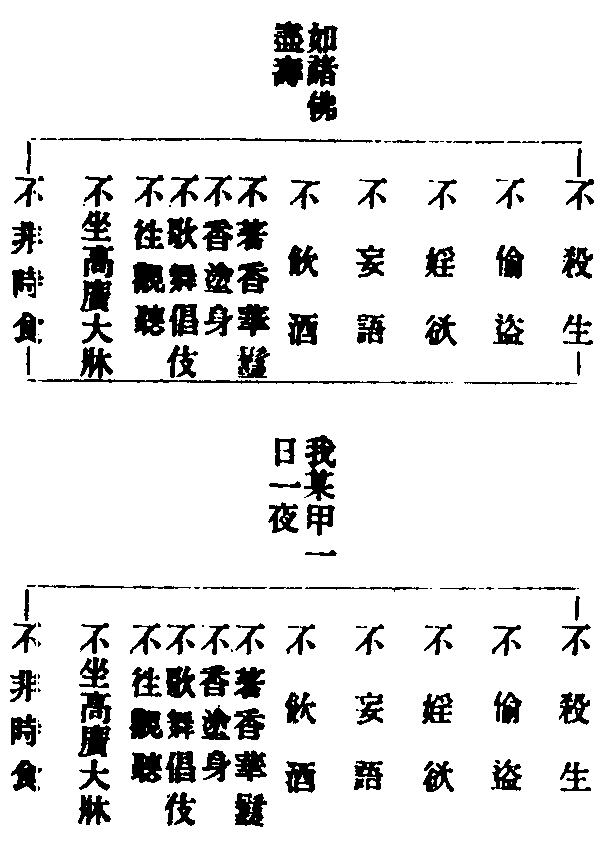 如諸佛
盡壽
不殺生
不偷盜
不婬欲
不妄語
不飲酒
不著香華鬘
不香塗身
不歌舞倡伎
不往觀聽
不坐高廣大牀
不非時食
我某甲一
日一夜
不殺生
不偷盜
不婬欲
不妄語
不飲酒
不著香華鬘
不香塗身
不歌舞倡伎
不往觀聽
不坐高廣大牀
不非時食